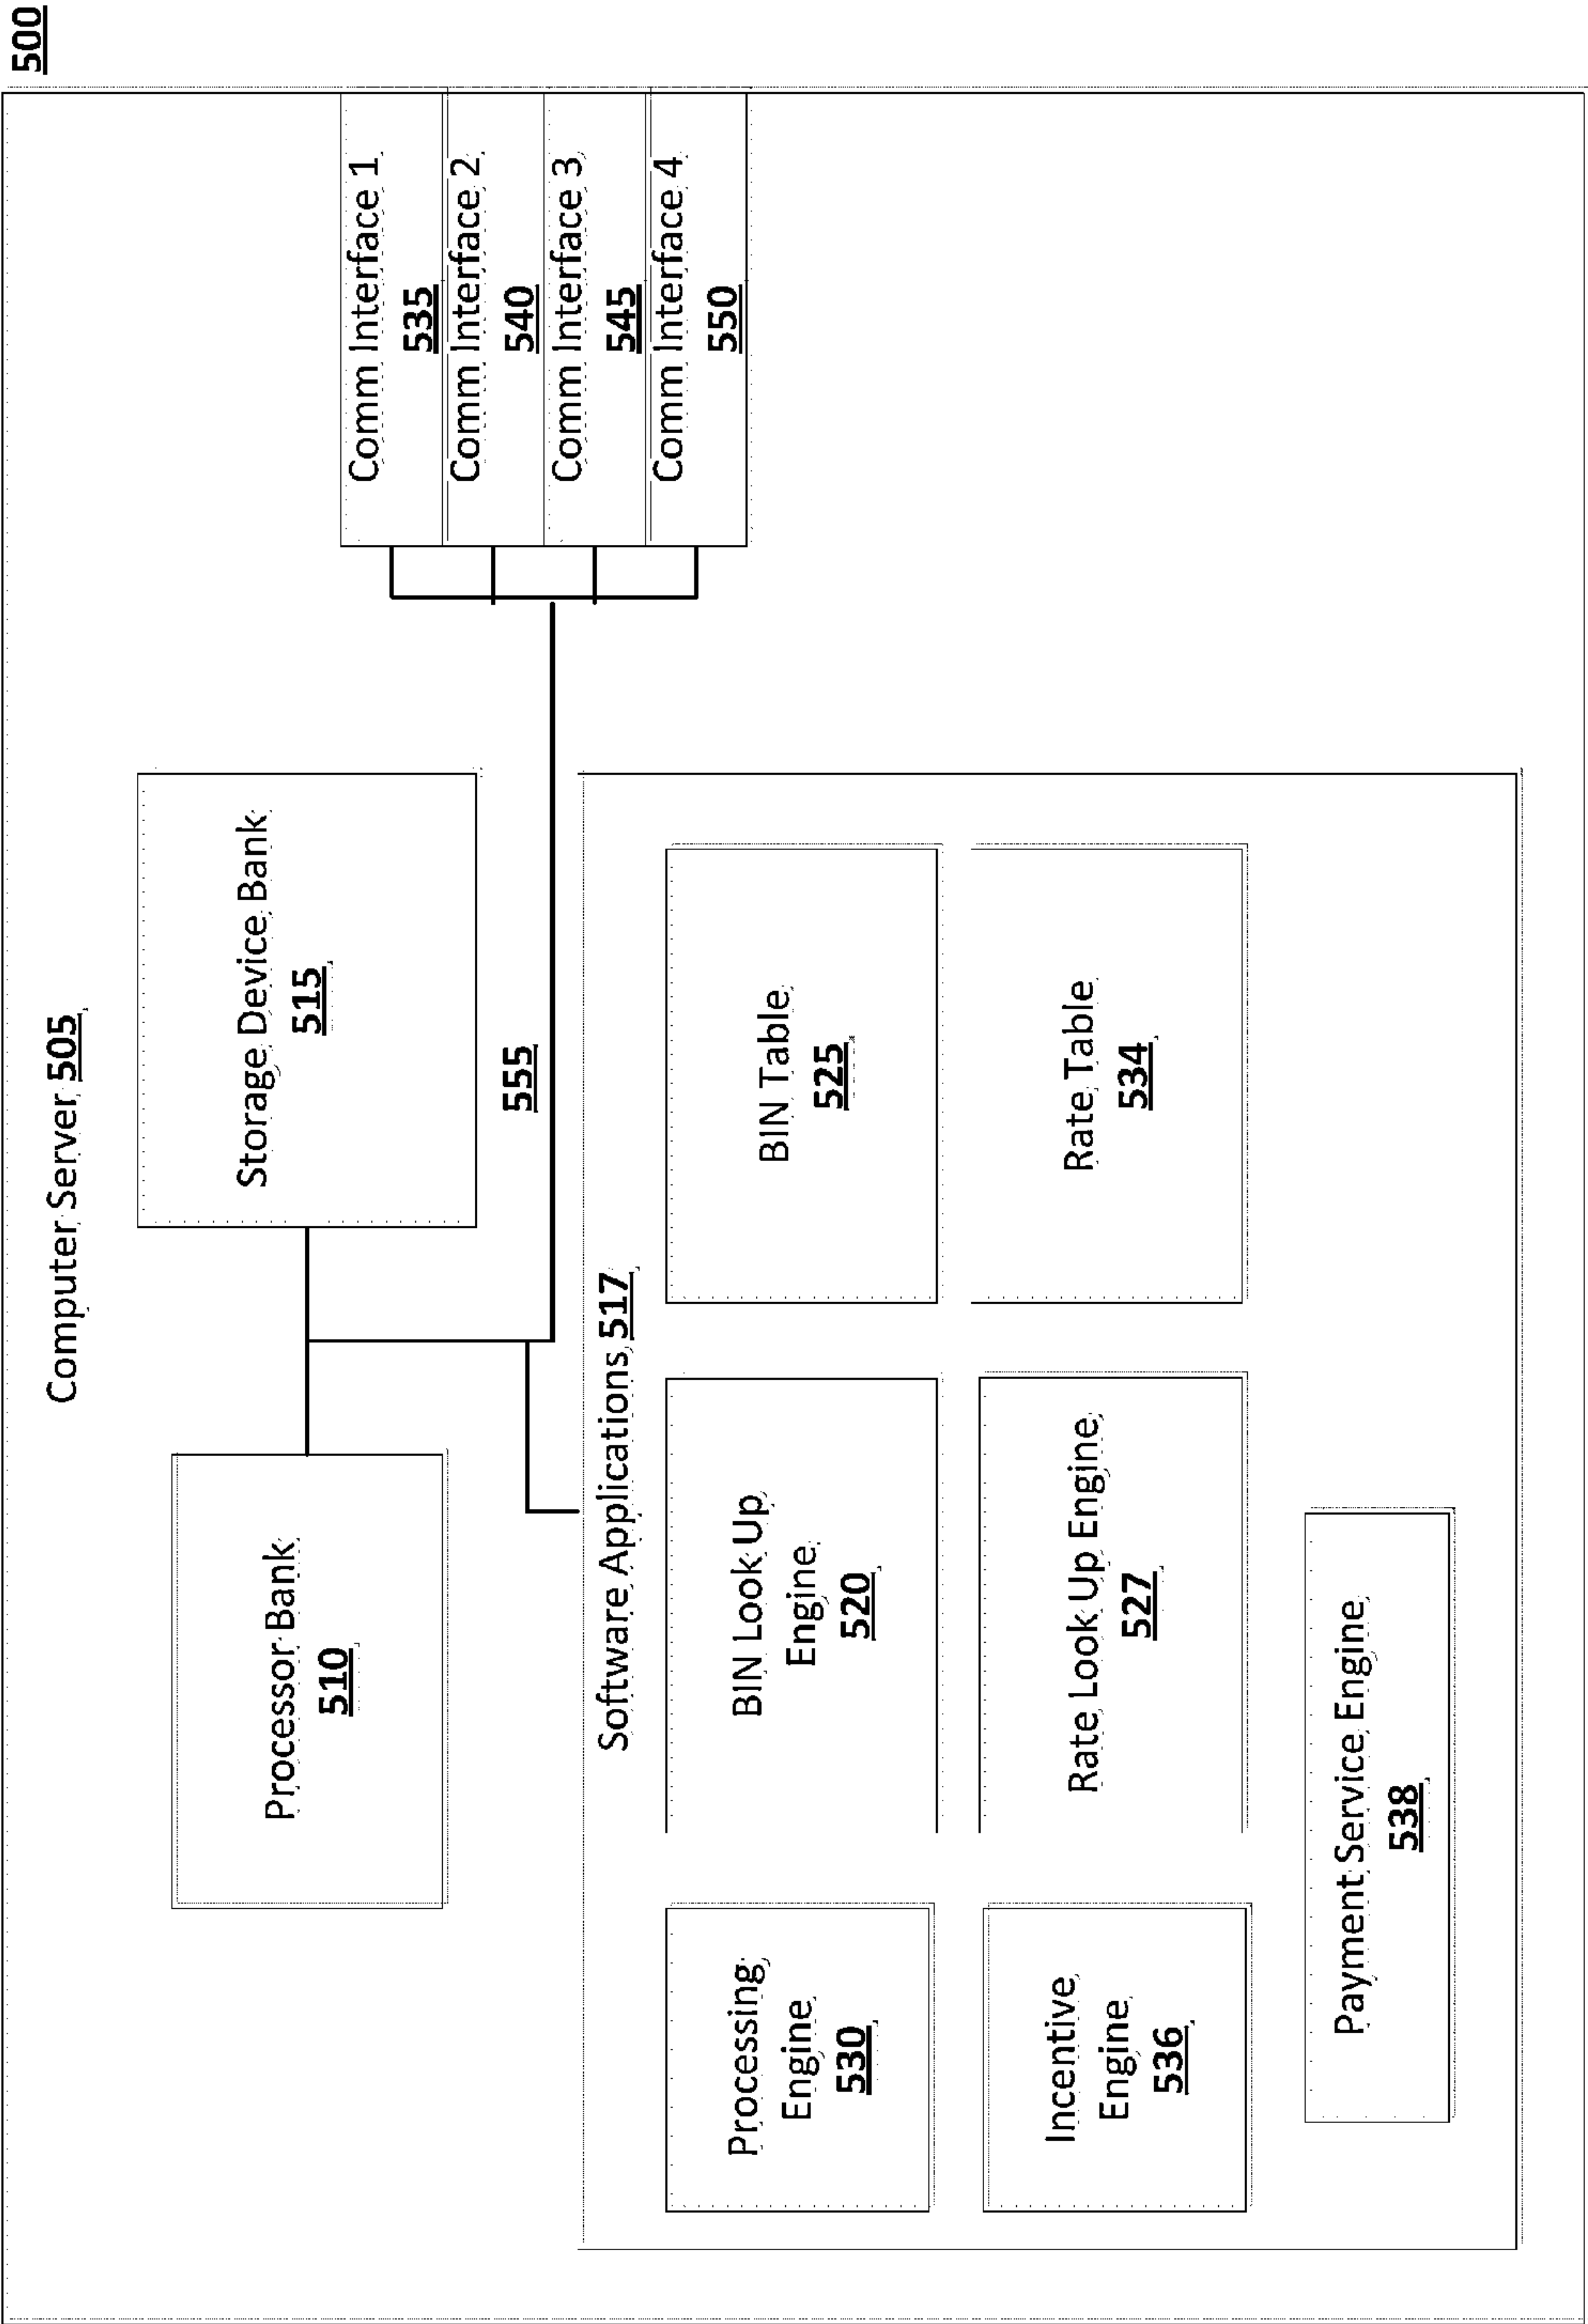 500
Computer Server 505
Processor Bank
510
Storage Device Bank
515
555
Comm Interface 1
535
Comm Interface 2
540
Comm Interface 3
545
Comm Interface 4
550
Software Applications 517
Processing
Engine
530
BIN Look Up
Engine
520
BIN Table
525
Incentive
Engine
536
Rate Look Up Engine
527
Rate Table
534
Payment Service Engine
538